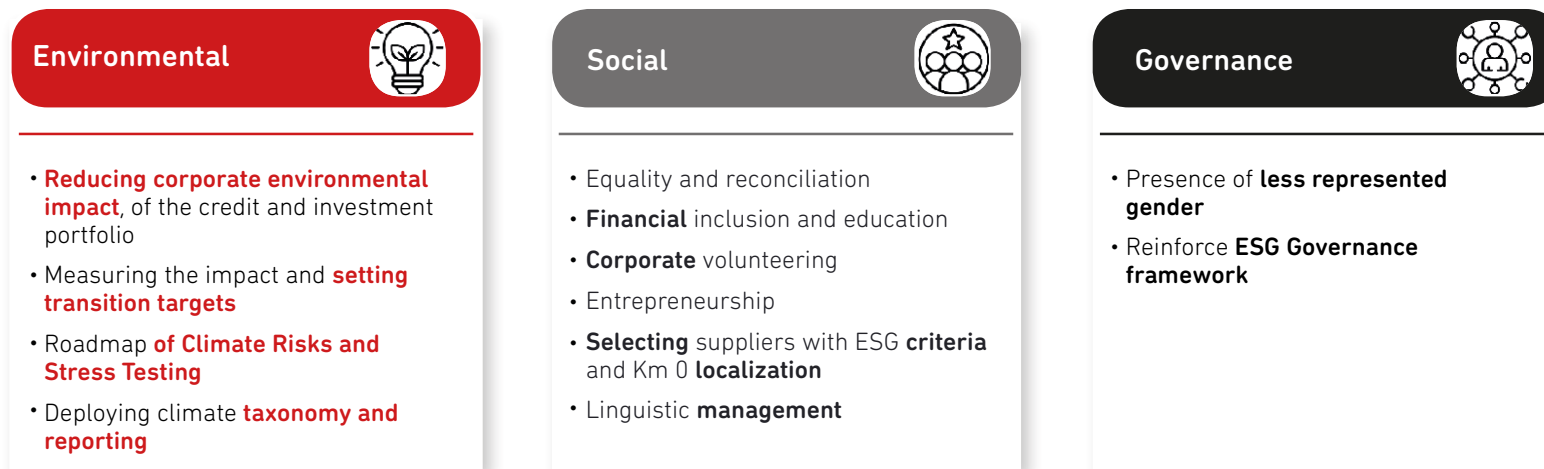 Environmental
• Reducing corporate environmental
impact, of the credit and investment
portfolio
• Measuring the impact and setting
transition targets
• Roadmap of Climate Risks and
Stress Testing
• Deploying climate taxonomy and
reporting
Social
• Equality and reconciliation
• Financial inclusion and education
• Corporate volunteering
• Entrepreneurship
• Selecting suppliers with ESG criteria
and Km 0 localization
• Linguistic management
Governance
• Presence of less represented
gender
• Reinforce ESG Governance
framework